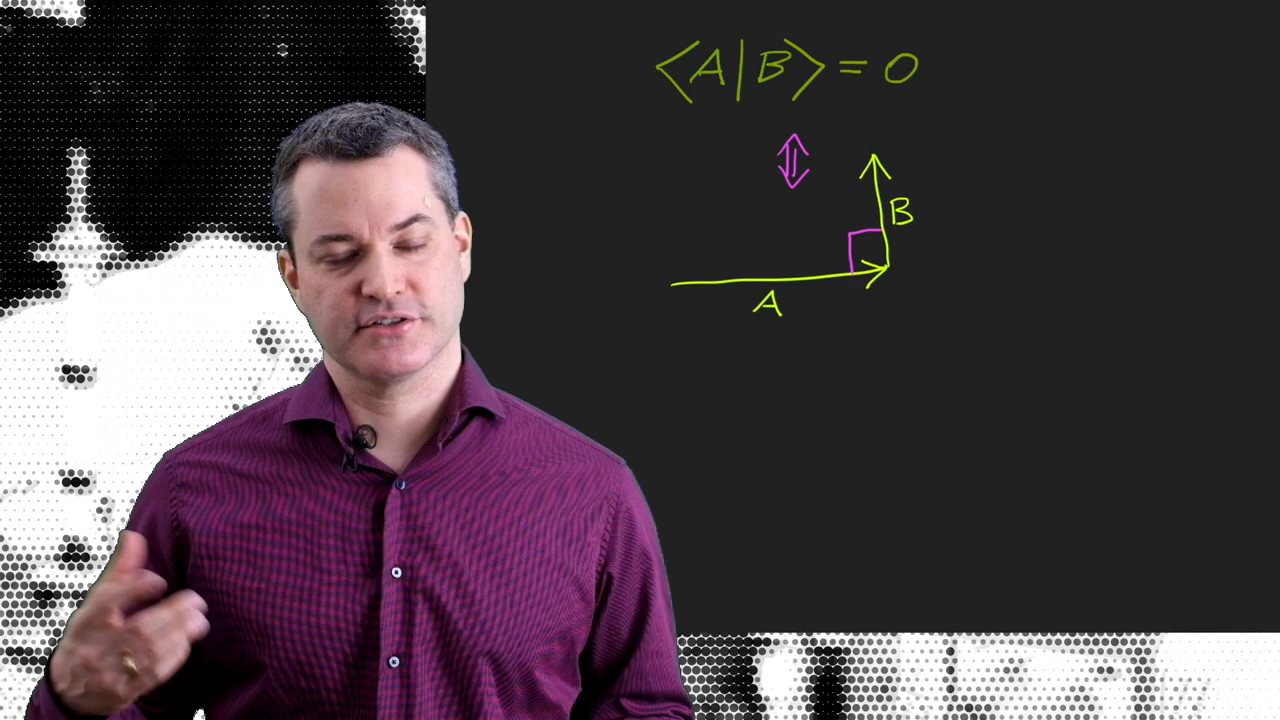 ⟨A|B⟩ = 0
B
A